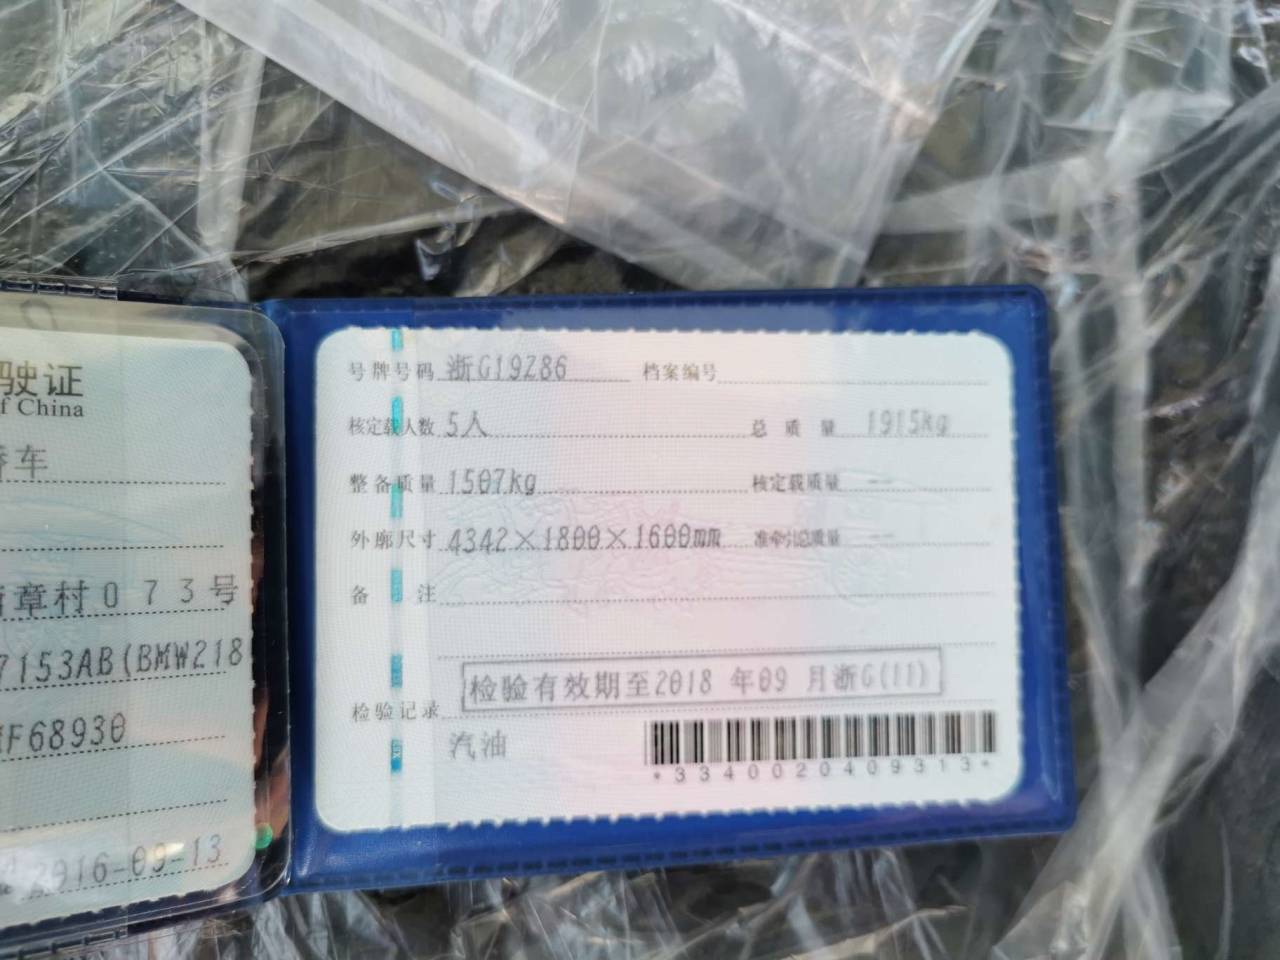 驶证
f China
轿车
章村073号
7153AB(BMW218
F68930
2016-09-13
号牌号码 浙G19Z86 档案编号
核定载人数 5人 总质量 1915kg
整备质量 1507kg 核定载质量 --
外廓尺寸 4342×1800×1600mm 准牵引总质量 --
备注
检验有效期至2018年09月浙G(11)
检验记录
汽油
*3340020409313*